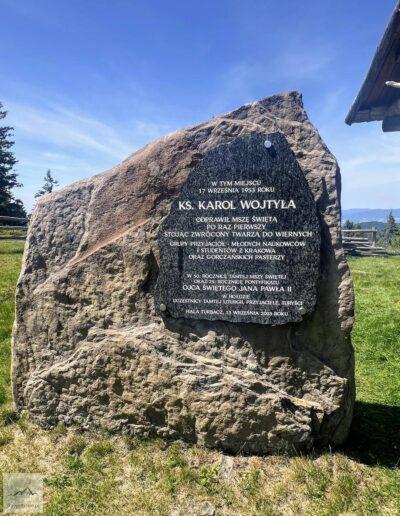 W TYM MIEJSCU
17 WRZEŚNIA 1953 ROKU
KS. KAROL WOJTYŁA
ODPRAWIŁ MSZĘ ŚWIĘTĄ
PO RAZ PIERWSZY
STOJĄC ZWRÓCONY TWARZĄ DO WIERNYCH
GRUPY PRZYJACIÓŁ - MŁODYCH NAUKOWCÓW
I STUDENTÓW Z KRAKOWA
ORAZ GORCZAŃSKICH PASTERZY
W 50. ROCZNICĘ TAMTEJ MSZY ŚWIĘTEJ
ORAZ 25. ROCZNICĘ PONTYFIKATU
OJCA ŚWIĘTEGO JANA PAWŁA II
W HOŁDZIE
UCZESTNICY TAMTEJ LITURGII, PRZYJACIELE, TURYŚCI
HALA TURBACZ, 13 WRZEŚNIA 2003 ROKU